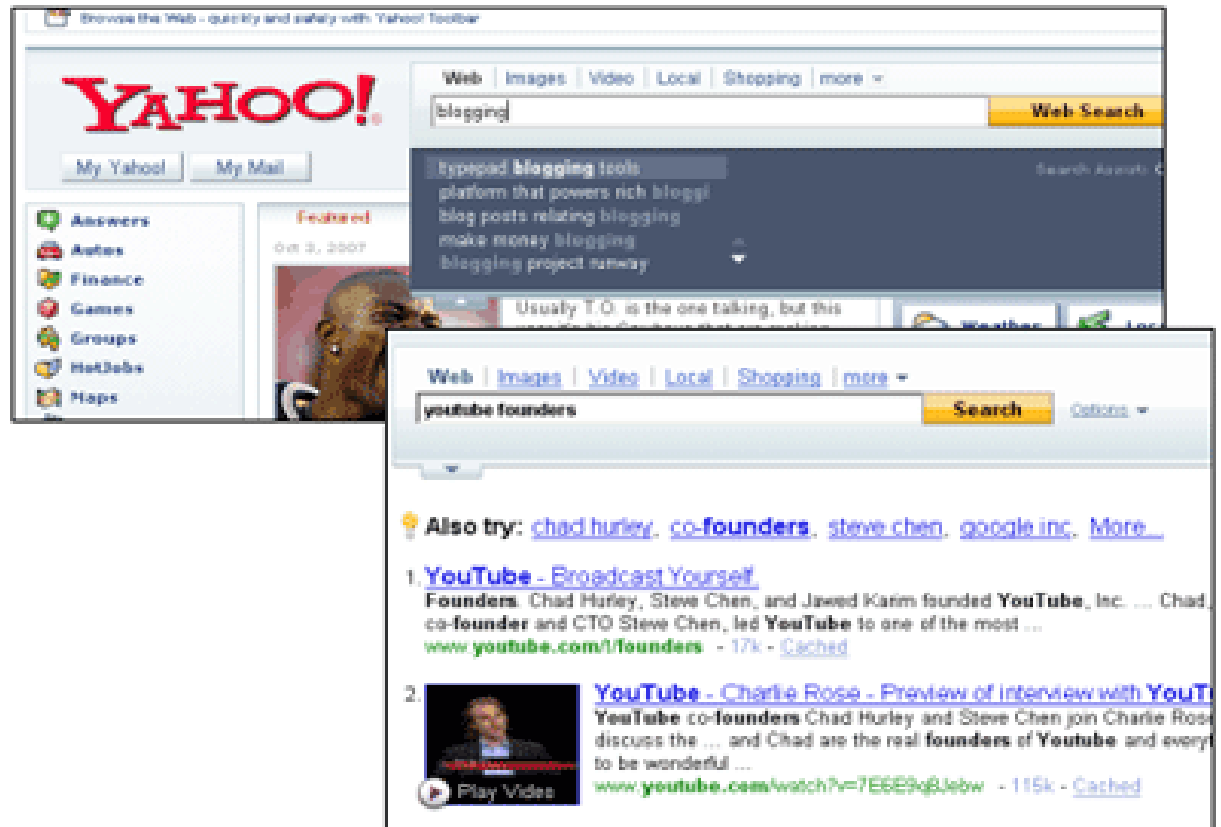 Browse the Web - quickly and safely with Yahoo! Toolbar
YAHOO!
My Yahoo! My Mail
Web | Images | Video | Local | Shopping | more
blogging
Web Search
typepad blogging tools
platform that powers rich bloggi
blog posts relating blogging
make money blogging
blogging project runway
Search Assist:
Answers
Autos
Finance
Games
Groups
HotJobs
Maps
Featured
Oct 3, 2007
Usually T.O. is the one talking, but this
Weather
Web | Images | Video | Local | Shopping | more
youtube founders
Search
Options
Also try: chad hurley, co-founders, steve chen, google inc, More...
1. YouTube - Broadcast Yourself.
Founders. Chad Hurley, Steve Chen, and Jawed Karim founded YouTube, Inc. ... Chad,
co-founder and CTO Steve Chen, led YouTube to one of the most ...
www.youtube.com/t/founders - 17k - Cached
2. YouTube - Charlie Rose - Preview of interview with YouT
YouTube co-founders Chad Hurley and Steve Chen join Charlie Rose
discuss the ... and Chad are the real founders of Youtube and everyt
to be wonderful ...
www.youtube.com/watch?v= - 115k - Cached
Play Video